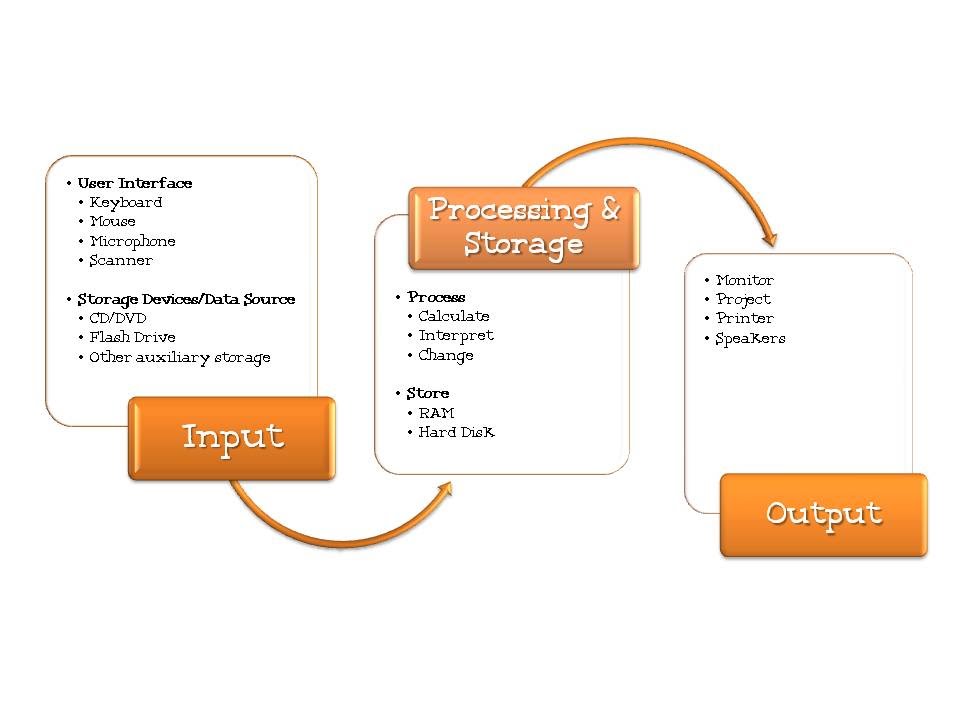 • User Interface
• Keyboard
• Mouse
• Microphone
• Scanner
• Storage Devices/Data Source
• CD/DVD
• Flash Drive
• Other auxiliary storage
Input
Processing &
Storage
• Process
• Calculate
• Interpret
• Change
• Store
• RAM
• Hard Disk
• Monitor
• Project
• Printer
• Speakers
Output